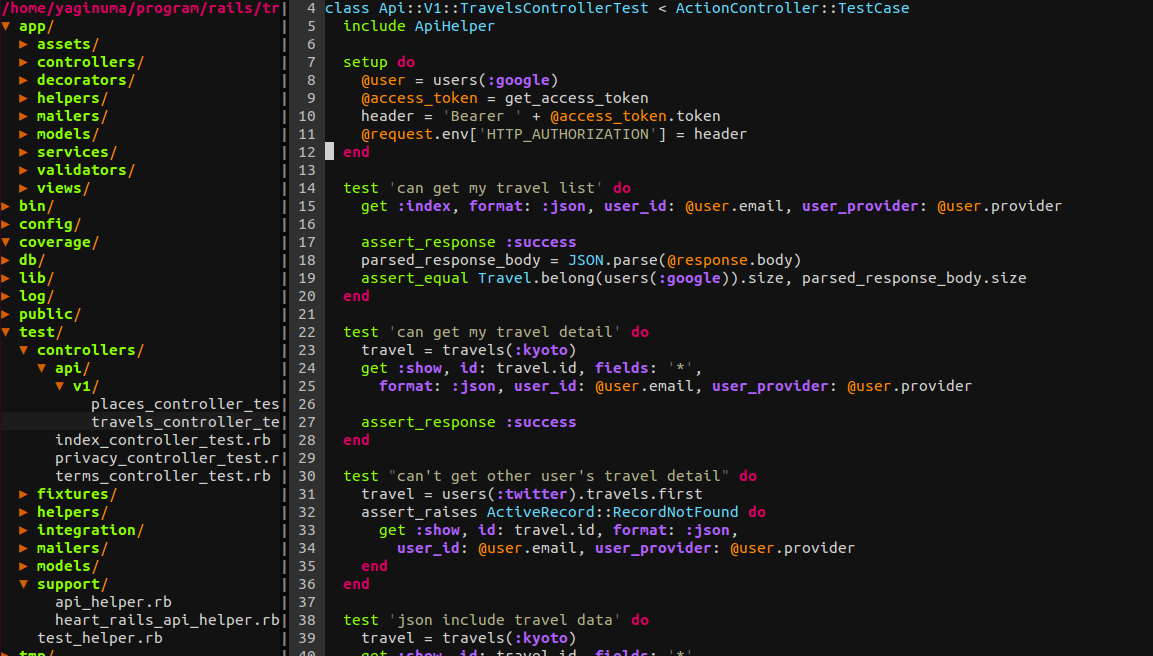 /home/yaginuma/program/rails/tr
▼ app/
▶ assets/
▶ controllers/
▶ decorators/
▶ helpers/
▶ mailers/
▶ models/
▶ services/
▶ validators/
▶ views/
▶ bin/
▶ config/
▼ coverage/
▶ db/
▶ lib/
▶ log/
▶ public/
▼ test/
▼ controllers/
▼ api/
▼ v1/
places_controller_tes
travels_controller_te
index_controller_test.rb
privacy_controller_test.r
terms_controller_test.rb
▶ fixtures/
▶ helpers/
▶ integration/
▶ mailers/
▶ models/
▼ support/
api_helper.rb
heart_rails_api_helper.rb
test_helper.rb
▶ tmp/
4 class Api::V1::TravelsControllerTest < ActionController::TestCase
5   include ApiHelper
6
7   setup do
8     @user = users(:google)
9     @access_token = get_access_token
10     header = 'Bearer ' + @access_token.token
11     @request.env['HTTP_AUTHORIZATION'] = header
12   end
13
14   test 'can get my travel list' do
15     get :index, format: :json, user_id: @user.email, user_provider: @user.provider
16
17     assert_response :success
18     parsed_response_body = JSON.parse(@response.body)
19     assert_equal Travel.belong(users(:google)).size, parsed_response_body.size
20   end
21
22   test 'can get my travel detail' do
23     travel = travels(:kyoto)
24     get :show, id: travel.id, fields: '*',
25       format: :json, user_id: @user.email, user_provider: @user.provider
26
27     assert_response :success
28   end
29
30   test "can't get other user's travel detail" do
31     travel = users(:twitter).travels.first
32     assert_raises ActiveRecord::RecordNotFound do
33       get :show, id: travel.id, format: :json,
34         user_id: @user.email, user_provider: @user.provider
35     end
36   end
37
38   test 'json include travel data' do
39     travel = travels(:kyoto)
40     get :show, id: travel.id, fields: '*'